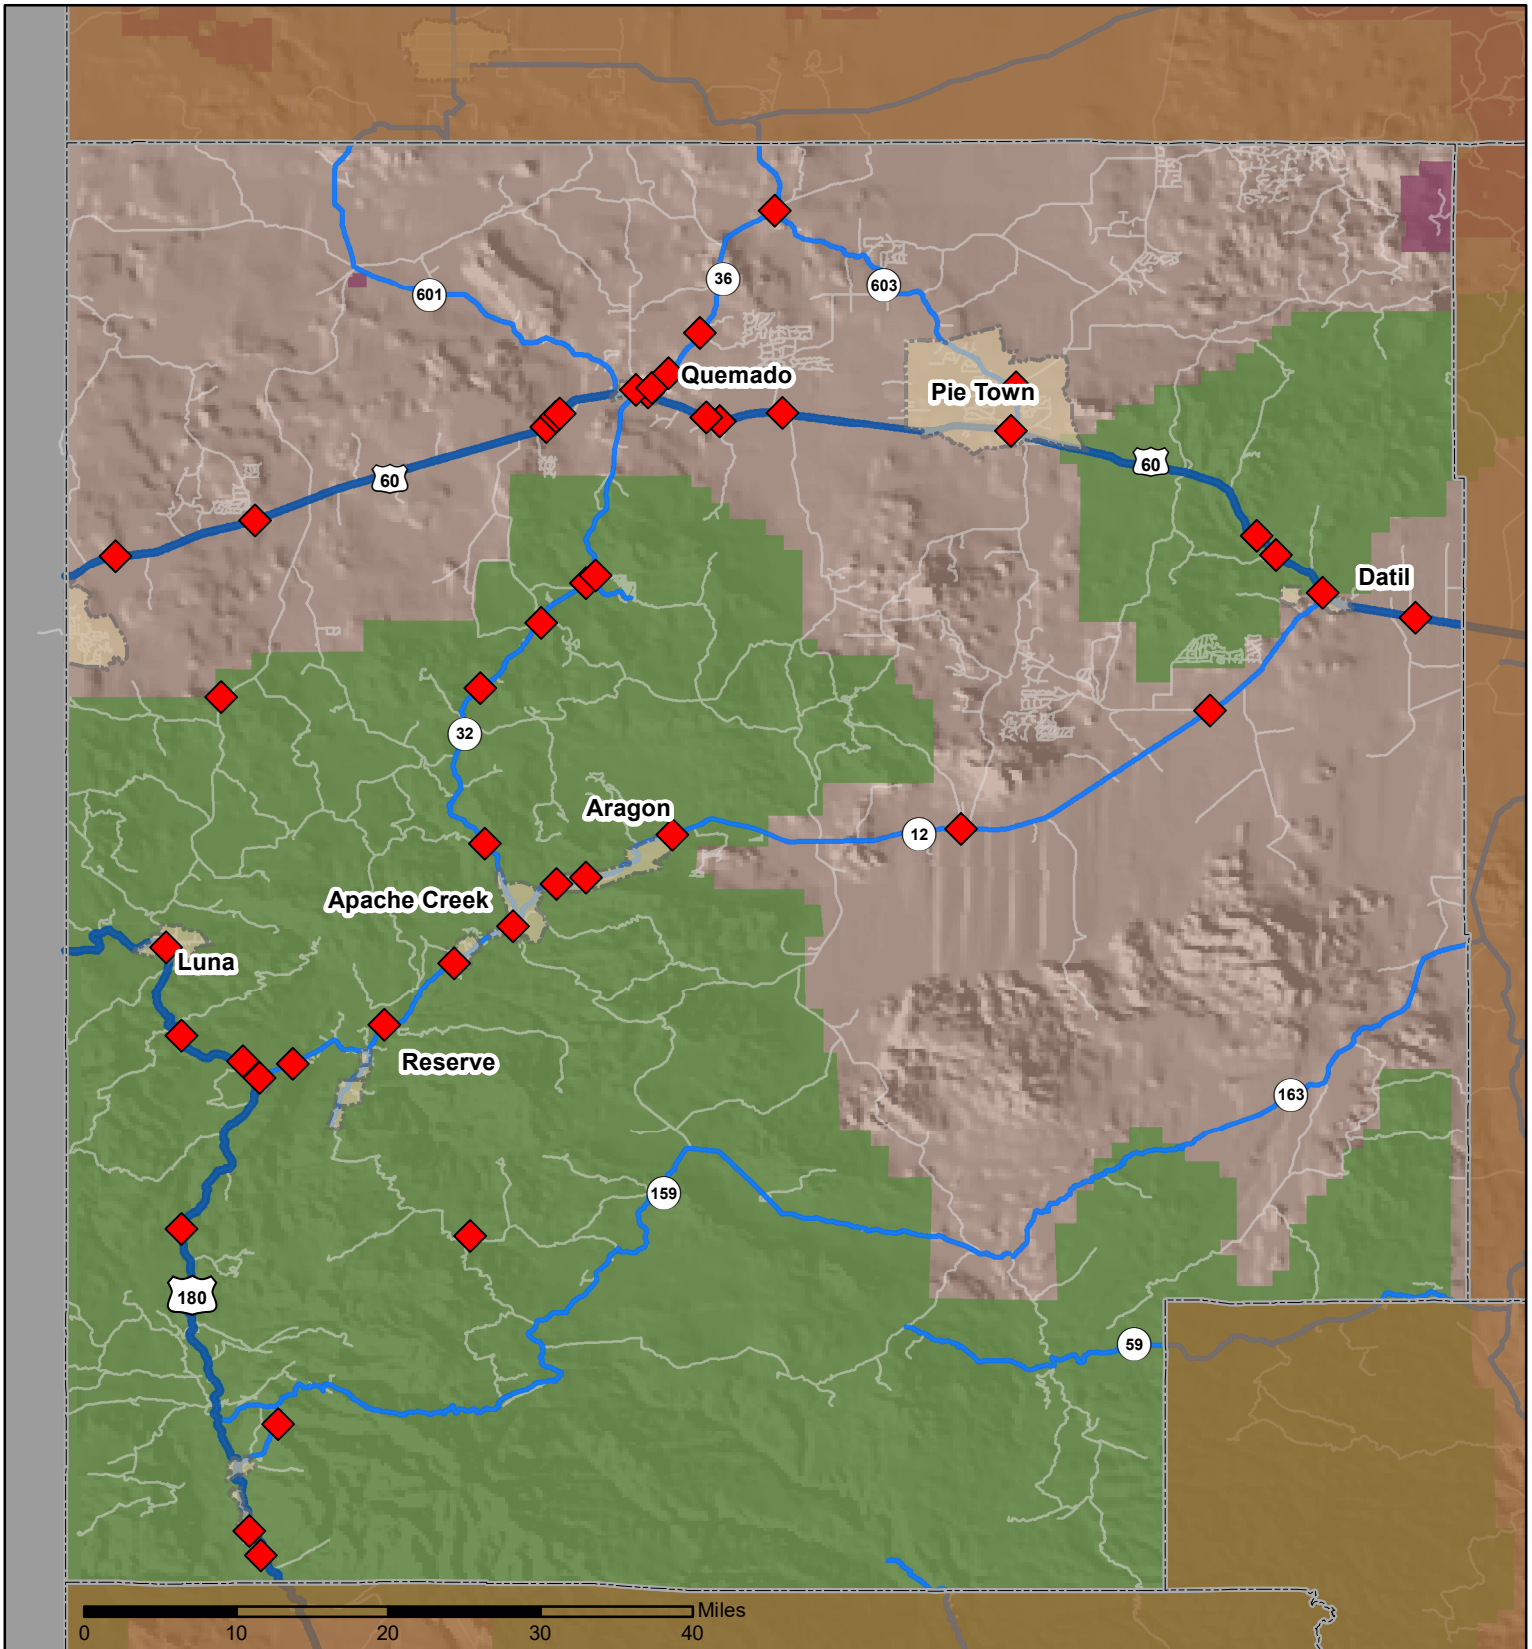 36
603
601
Quemado
Pie Town
60
60
Datil
32
Aragon
12
Apache Creek
Luna
Reserve
163
159
180
59
Miles
0 10 20 30 40